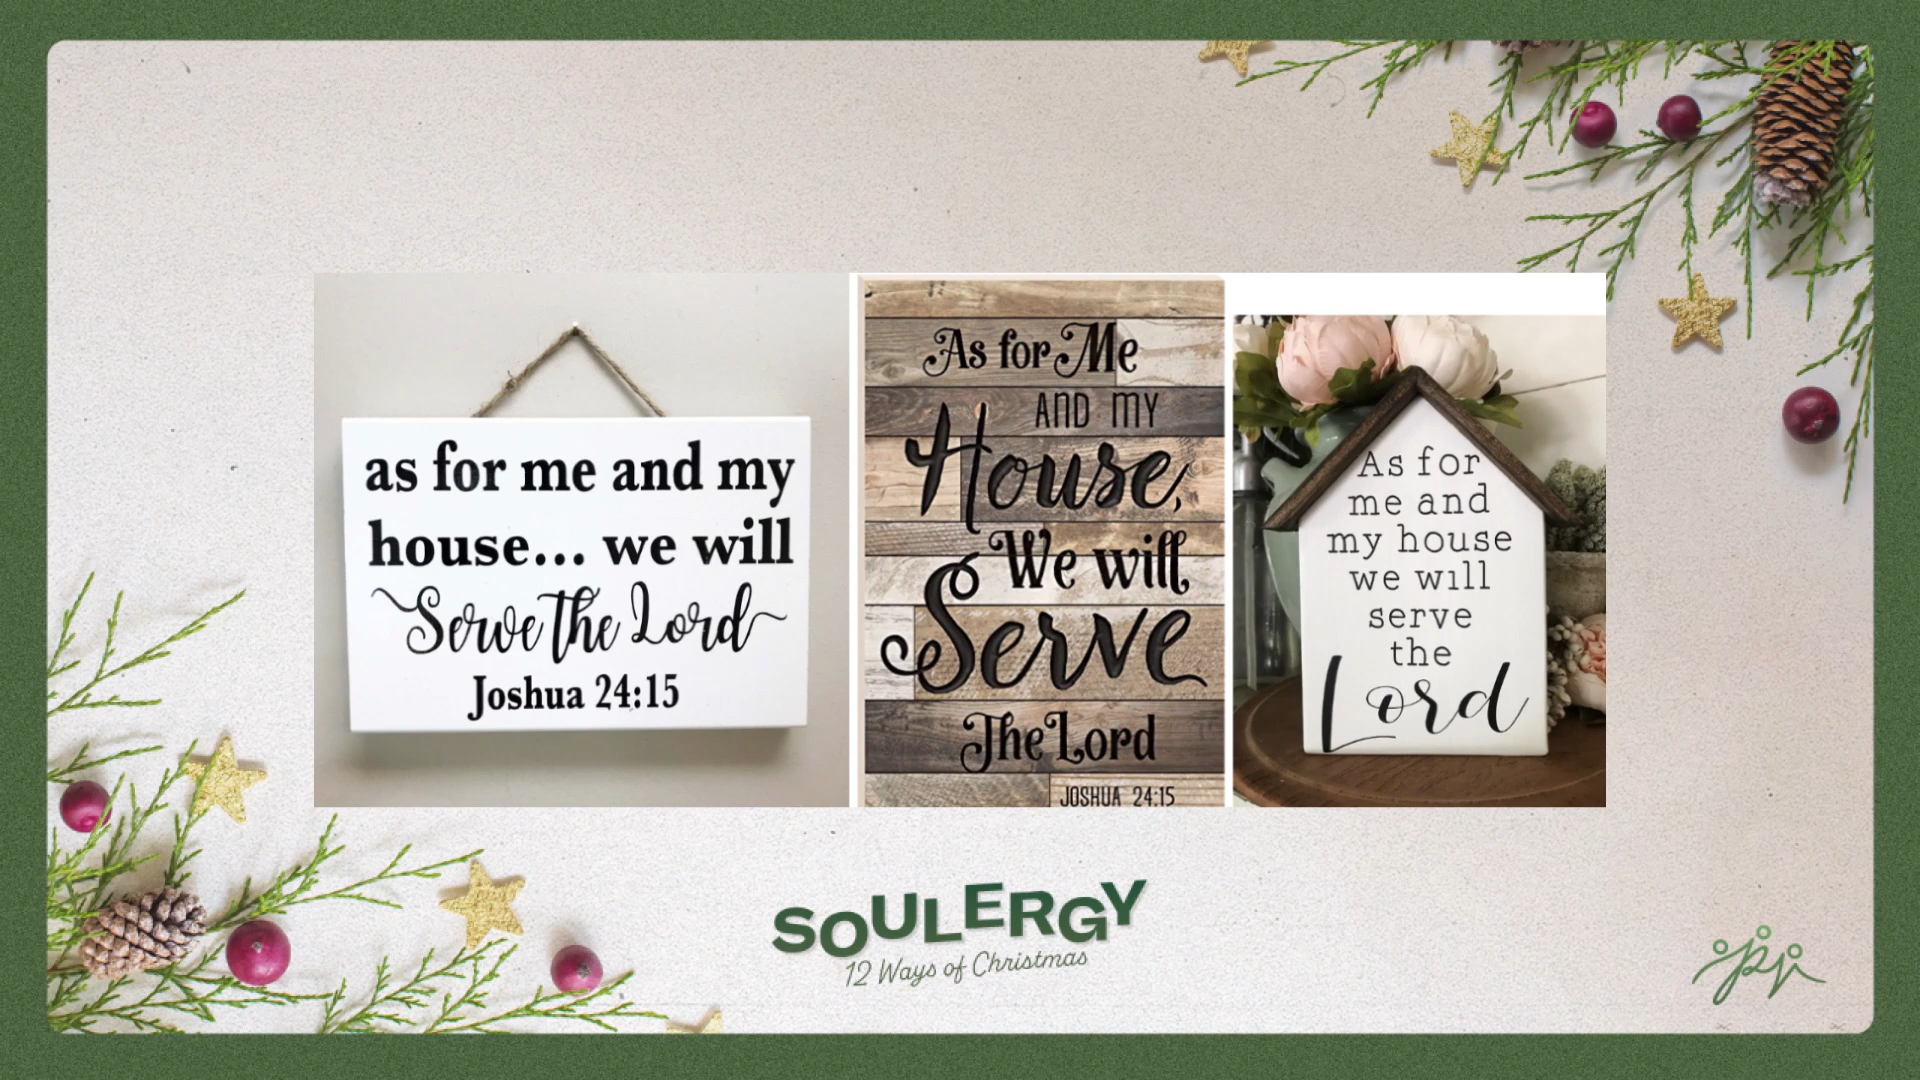 as for me and my
house... we will
Serve the Lord
Joshua 24:15
As for Me
AND MY
House,
We will
Serve
The Lord
JOSHUA 24:15
As for
me and
my house
we will
serve
the
Lord
SOULERGY
12 Ways of Christmas